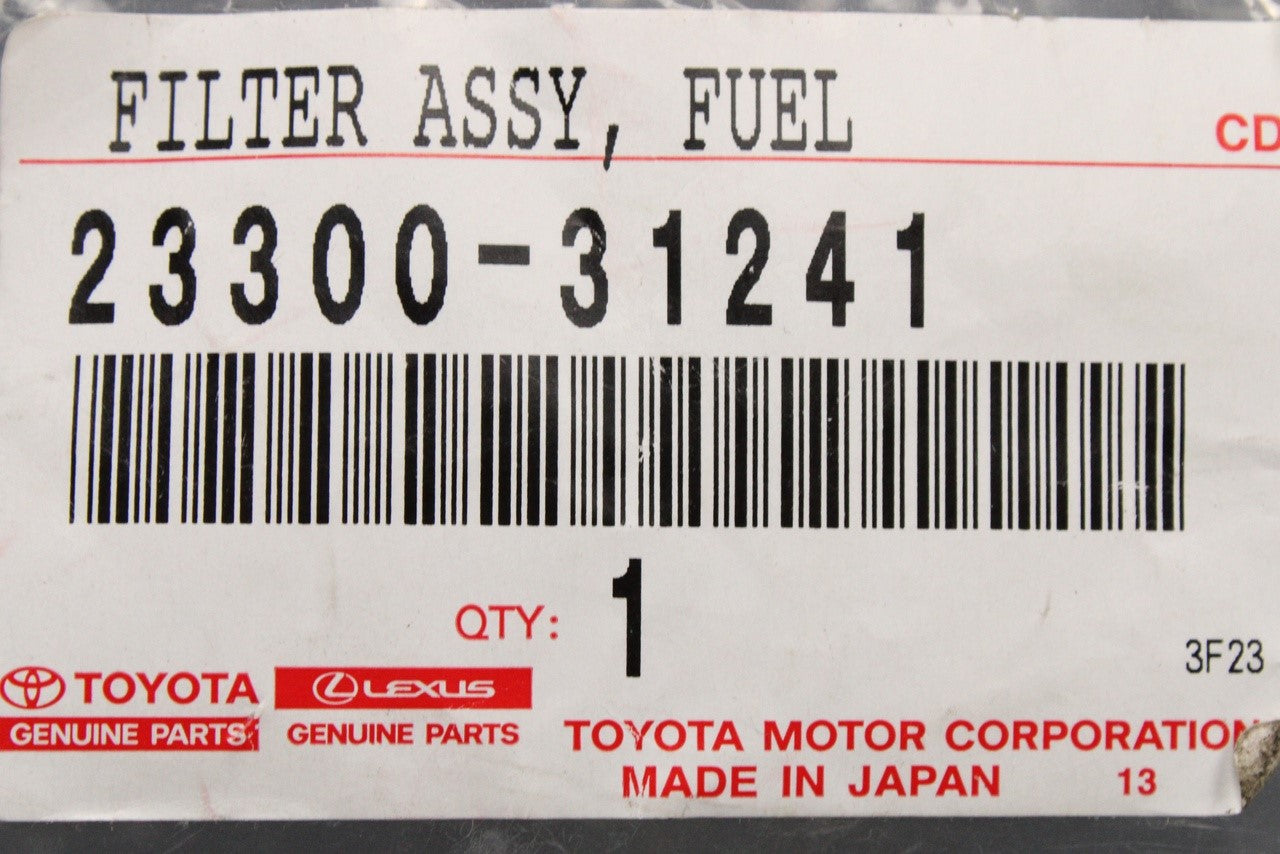 FILTER ASSY, FUEL
CD
23300-31241
QTY: 1
3F23
TOYOTA LEXUS
GENUINE PARTS GENUINE PARTS
TOYOTA MOTOR CORPORATION
MADE IN JAPAN 13